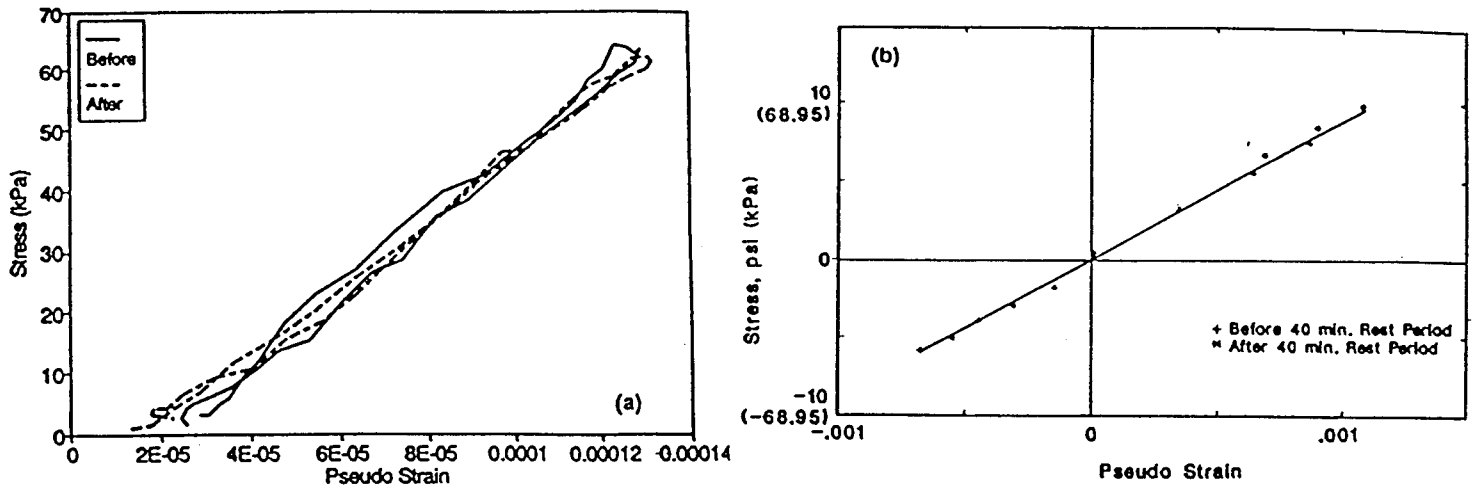 70
60
50
40
30
20
10
0
Stress (kPa)
Before
After
(a)
0
2E-05
4E-05
6E-05
8E-05
0.0001
0.00012
0.00014
Pseudo Strain
(b)
10
(68.95)
0
-10
(-68.95)
Stress, psi (kPa)
+ Before 40 min. Rest Period
* After 40 min. Rest Period
-.001
0
.001
Pseudo Strain